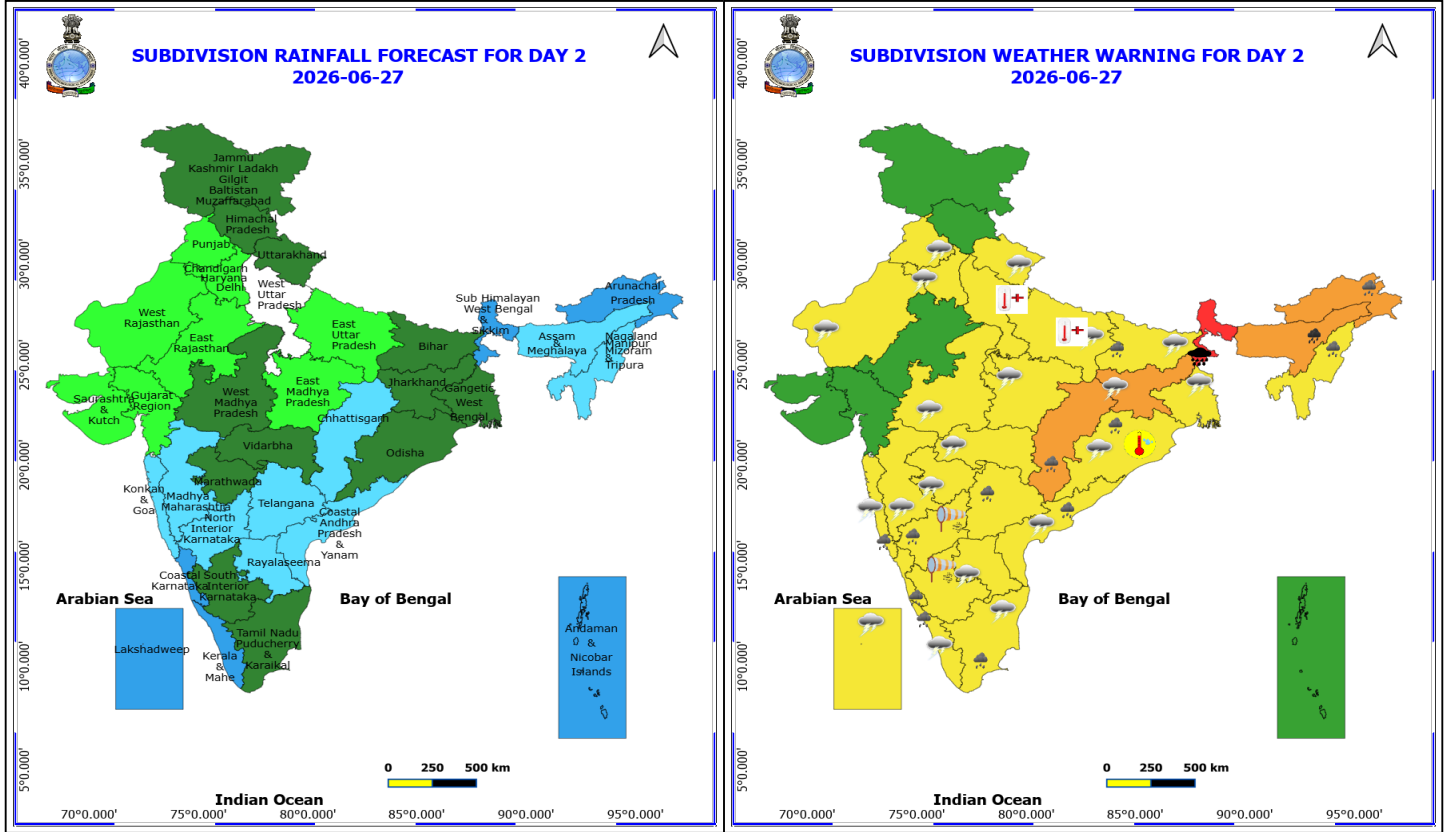 SUBDIVISION RAINFALL FORECAST FOR DAY 2
2026-06-27
40°0.000'
35°0.000'
30°0.000'
25°0.000'
20°0.000'
15°0.000'
10°0.000'
5°0.000'
Jammu
Kashmir Ladakh
Gilgit
Baltistan
Muzaffarabad
Himachal
Pradesh
Uttarakhand
Punjab
Chandigarh
Haryana
Delhi
West
Uttar
Pradesh
West
Rajasthan
East
Rajasthan
East
Uttar
Pradesh
Sub Himalayan
West Bengal
&
Sikkim
Arunachal
Pradesh
Assam
&
Meghalaya
Nagaland
Manipur
Mizoram
&
Tripura
Bihar
Jharkhand
Gangetic
West
Bengal
Saurashtra
&
Kutch
Gujarat
Region
West
Madhya
Pradesh
East
Madhya
Pradesh
Chhattisgarh
Odisha
Vidarbha
Marathwada
Konkan
&
Goa
Madhya
Maharashtra
North
Interior
Karnataka
Telangana
Coastal
Andhra
Pradesh
&
Yanam
Rayalaseema
Coastal
Karnataka
South
Interior
Karnataka
Arabian Sea
Bay of Bengal
Lakshadweep
Kerala
&
Mahe
Tamil Nadu
Puducherry
&
Karaikal
Andaman
&
Nicobar
Islands
0 250 500 km
Indian Ocean
70°0.000' 75°0.000' 80°0.000' 85°0.000' 90°0.000' 95°0.000'
SUBDIVISION WEATHER WARNING FOR DAY 2
2026-06-27
40°0.000'
35°0.000'
30°0.000'
25°0.000'
20°0.000'
15°0.000'
10°0.000'
5°0.000'
Arabian Sea
Bay of Bengal
0 250 500 km
Indian Ocean
70°0.000' 75°0.000' 80°0.000' 85°0.000' 90°0.000' 95°0.000'